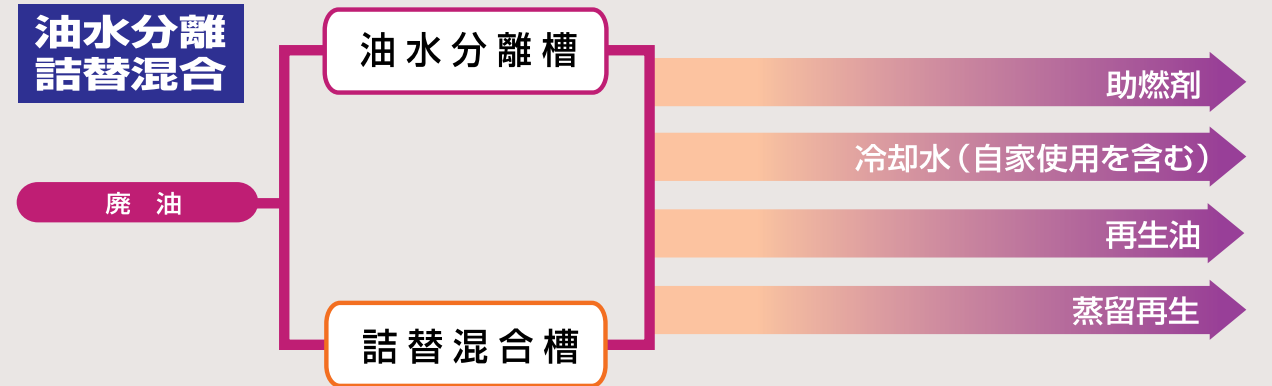 油水分離
詰替混合
廃 油
油水分離槽
詰替混合槽
助燃剤
冷却水(自家使用を含む)
再生油
蒸留再生